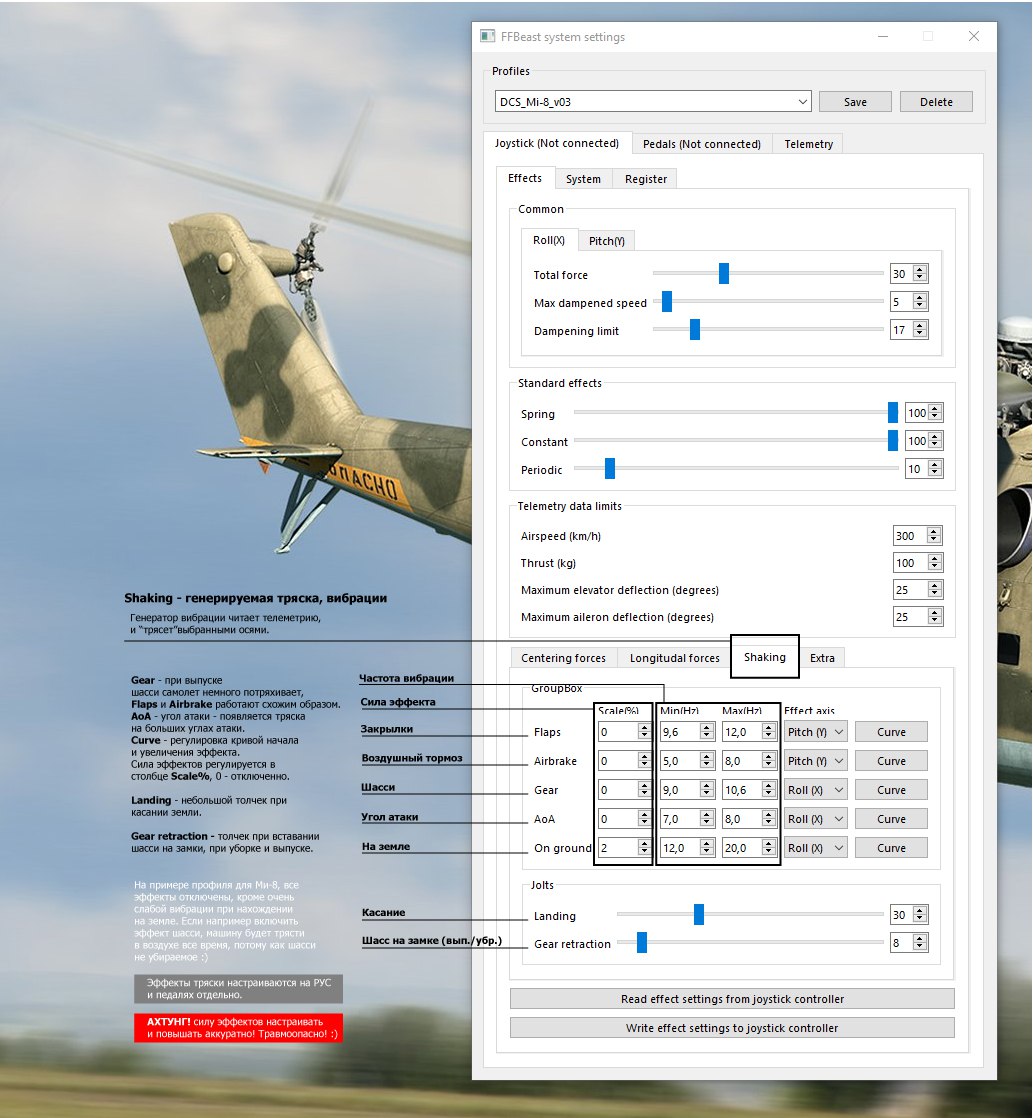 FFBeast system settings
Profiles
DCS_Mi-8_v03
Save
Delete
Joystick (Not connected)
Pedals (Not connected)
Telemetry
Effects
System
Register
Common
Roll(X)
Pitch(Y)
Total force
30
Max dampened speed
5
Dampening limit
17
Standard effects
Spring
100
Constant
100
Periodic
10
ОПАСНО
Telemetry data limits
Airspeed (km/h)
300
Thrust (kg)
100
Maximum elevator deflection (degrees)
25
Maximum aileron deflection (degrees)
25
Shaking - генерируемая тряска, вибрации
Генератор вибрации читает телеметрию,
и "трясет"выбранными осями.
Centering forces
Longitudal forces
Shaking
Extra
Gear - при выпуске
шасси самолет немного потряхивает,
Flaps и Airbrake работают схожим образом.
AoA - угол атаки - появляется тряска
на больших углах атаки.
Curve - регулировка кривой начала
и увеличения эффекта.
Сила эффектов регулируется в
столбце Scale%, 0 - отключенно.
Landing - небольшой толчек при
касании земли.
Gear retraction - толчек при вставании
шасси на замки, при уборке и выпуске.
Частота вибрации
Сила эффекта
Закрылки
Воздушный тормоз
Шасси
Угол атаки
На земле
GroupBox
Scale(%) Min(Hz) Max(Hz) Effect axis
Flaps 0 9,6 12,0 Pitch (Y) Curve
Airbrake 0 5,0 8,0 Pitch (Y) Curve
Gear 0 9,0 10,6 Roll (X) Curve
AoA 0 7,0 8,0 Roll (X) Curve
On ground 2 12,0 20,0 Roll (X) Curve
На примере профиля для Ми-8, все
эффекты отключены, кроме очень
слабой вибрации при нахождении
на земле. Если например включить
эффект шасси, машину будет трясти
в воздухе все время, потому как шасси
не убираемое :)
Jolts
Касание
Landing
30
Шасс на замке (вып./убр.)
Gear retraction
8
Эффекты тряски настраиваются на РУС
и педалях отдельно.
АХТУНГ! силу эффектов настраивать
и повышать аккуратно! Травмоопасно! :)
Read effect settings from joystick controller
Write effect settings to joystick controller